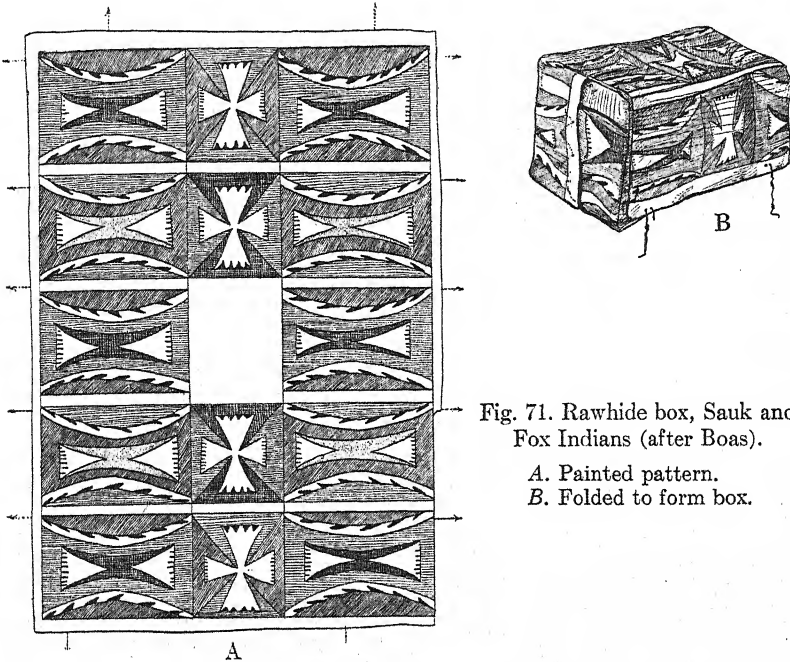 A
B
Fig. 71. Rawhide box, Sauk and
Fox Indians (after Boas).
A. Painted pattern.
B. Folded to form box.